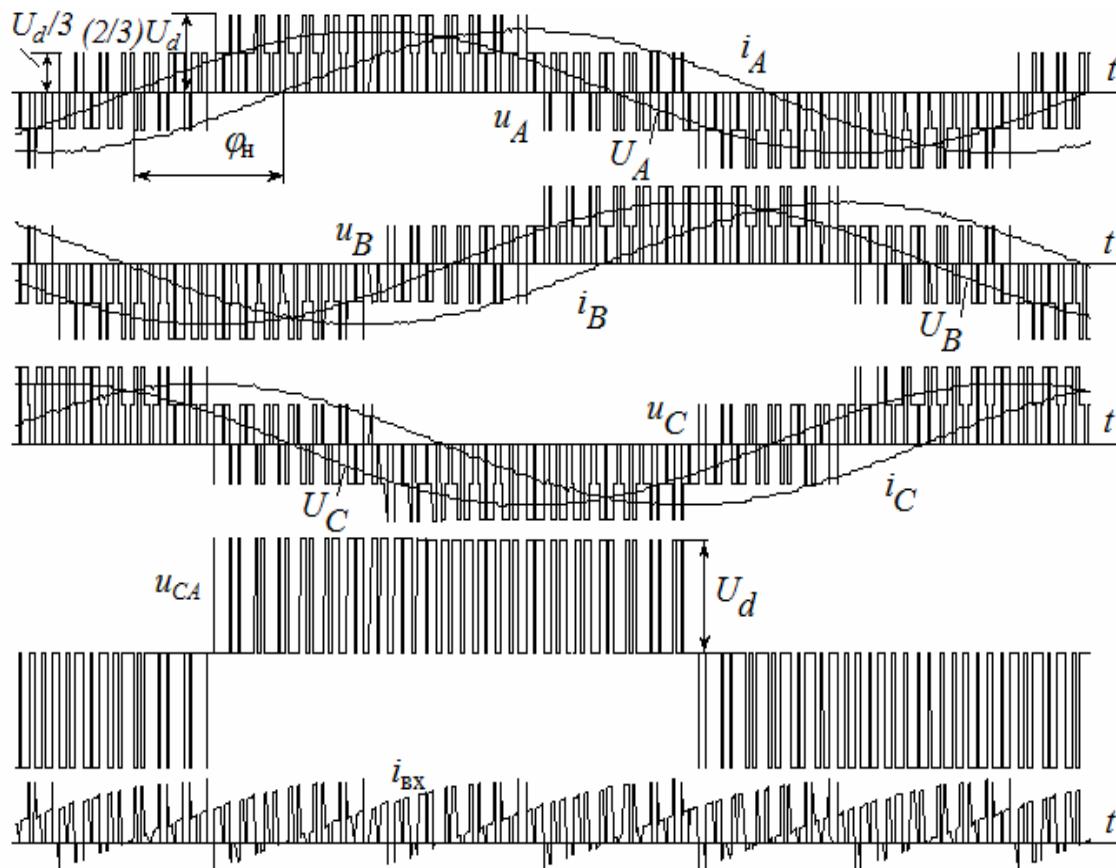 U_d/3 (2/3)U_d
i_A
t
u_A
U_A
φ_н
u_B
t
i_B
U_B
u_C
t
U_C
i_C
u_CA
U_d
i_вх
t